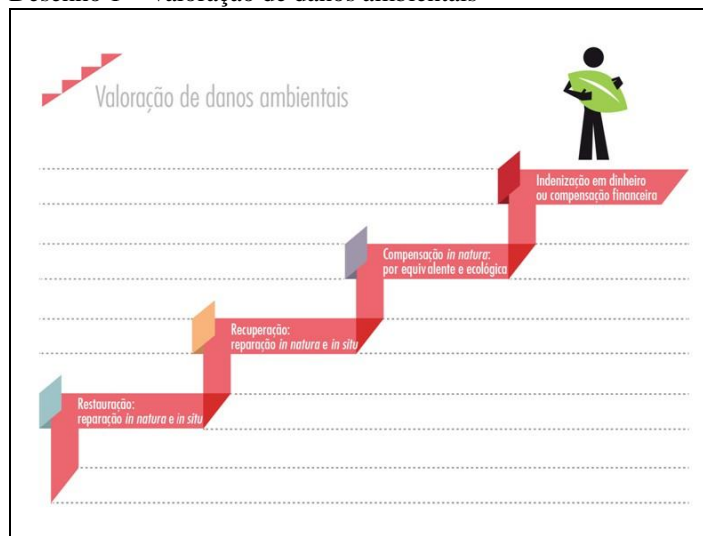 Desenho 1 – Valoração de danos ambientais
Valoração de danos ambientais
Indenização em dinheiro
ou compensação financeira
Compensação in natura:
por equivalente e ecológica
Recuperação:
reparação in natura e in situ
Restauração:
reparação in natura e in situ